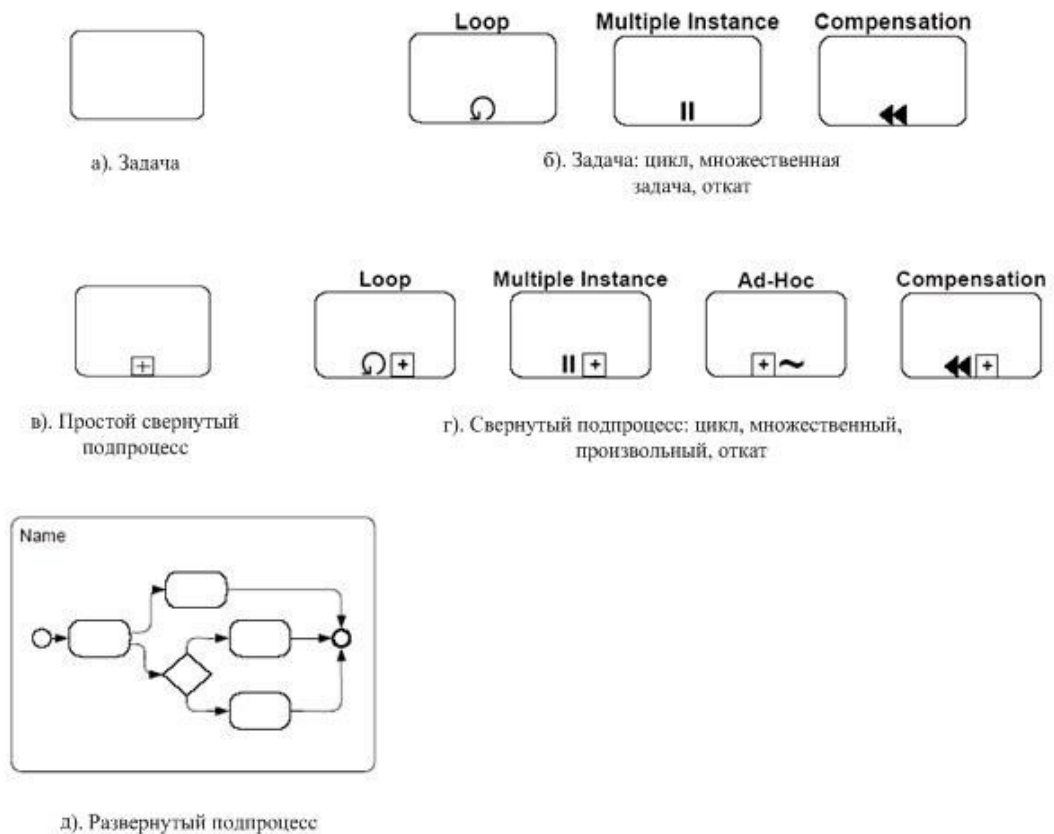 Loop Multiple Instance Compensation
а). Задача
б). Задача: цикл, множественная
задача, откат
Loop Multiple Instance Ad-Hoc Compensation
в). Простой свернутый
подпроцесс
г). Свернутый подпроцесс: цикл, множественный,
произвольный, откат
Name
д). Развернутый подпроцесс